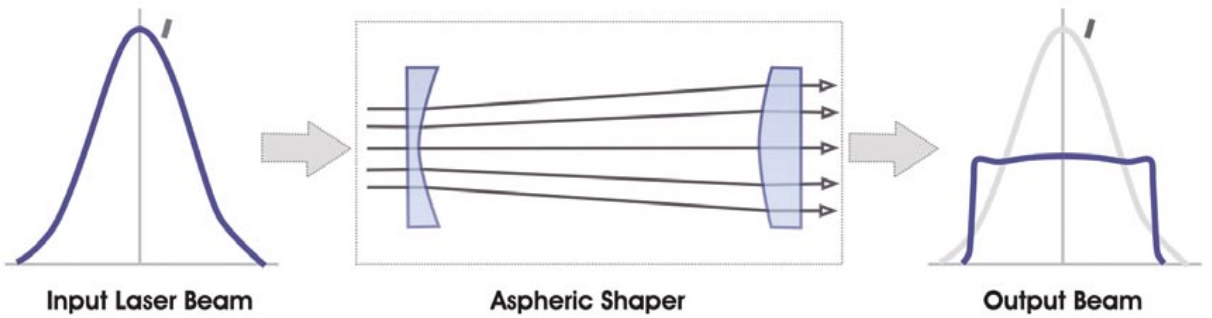 I
I
Input Laser Beam
Aspheric Shaper
Output Beam